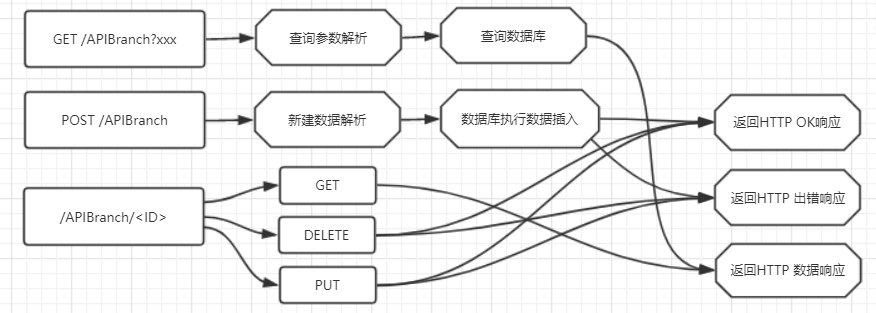 GET /APIBranch?xxx
查询参数解析
查询数据库
POST /APIBranch
新建数据解析
数据库执行数据插入
返回HTTP OK响应
/APIBranch/<ID>
GET
DELETE
PUT
返回HTTP 出错响应
返回HTTP 数据响应